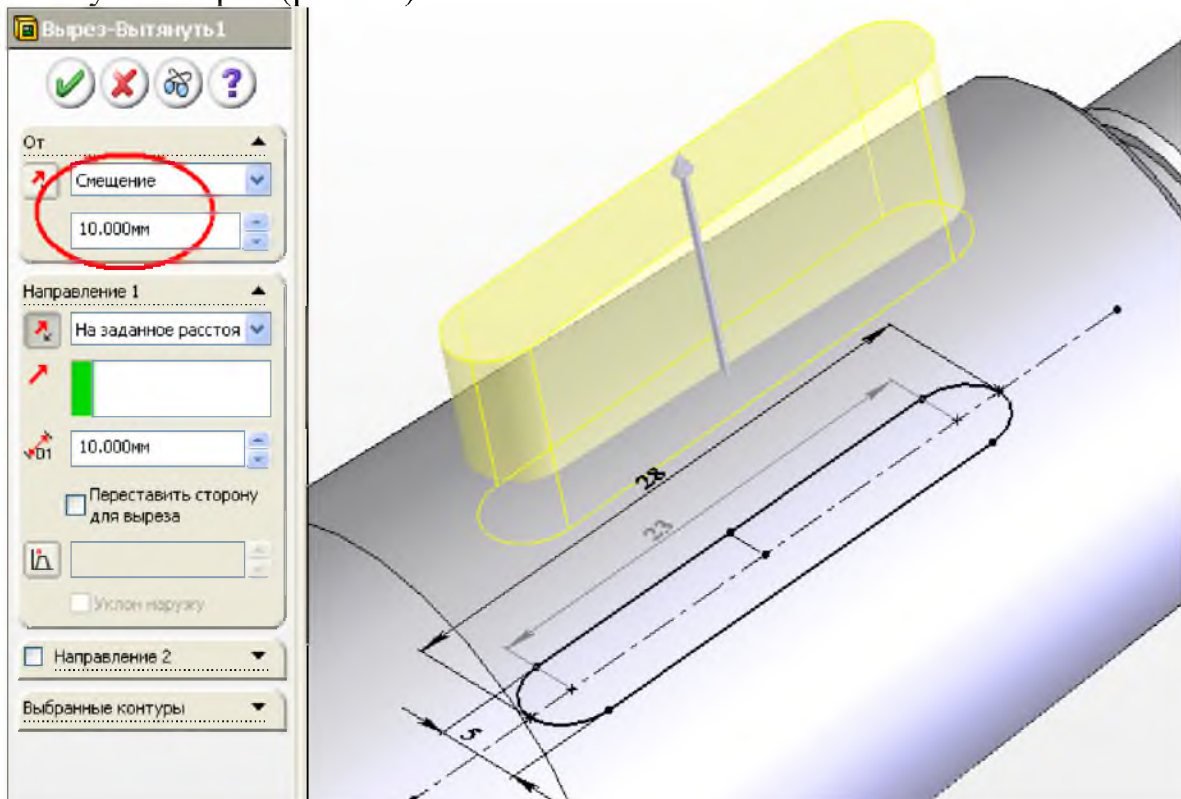 Вырез-Вытянуть1
?
От
Смещение
10.000мм
Направление 1
На заданное расстоя
D1
10.000мм
Переставить сторону
для выреза
Уклон наружу
Направление 2
Выбранные контуры
28
23
5